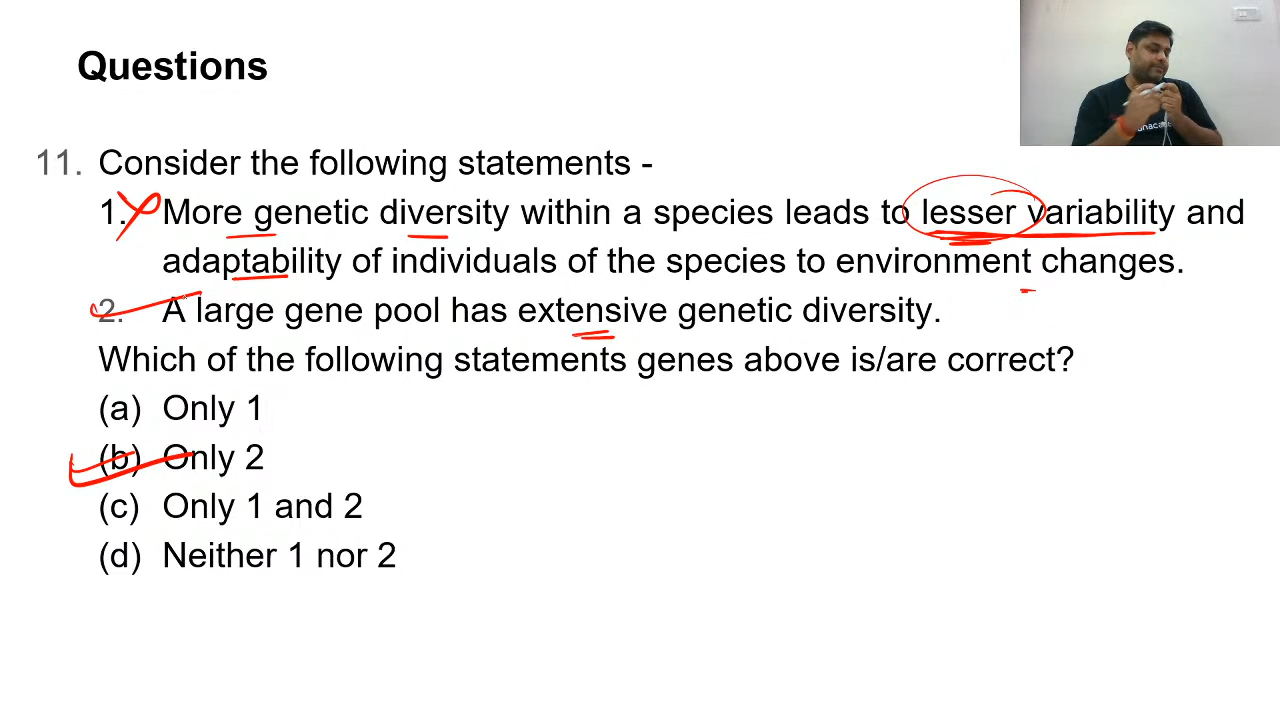 Questions
11. Consider the following statements -
1. More genetic diversity within a species leads to lesser variability and
adaptability of individuals of the species to environment changes.
2. A large gene pool has extensive genetic diversity.
Which of the following statements genes above is/are correct?
(a) Only 1
(b) Only 2
(c) Only 1 and 2
(d) Neither 1 nor 2